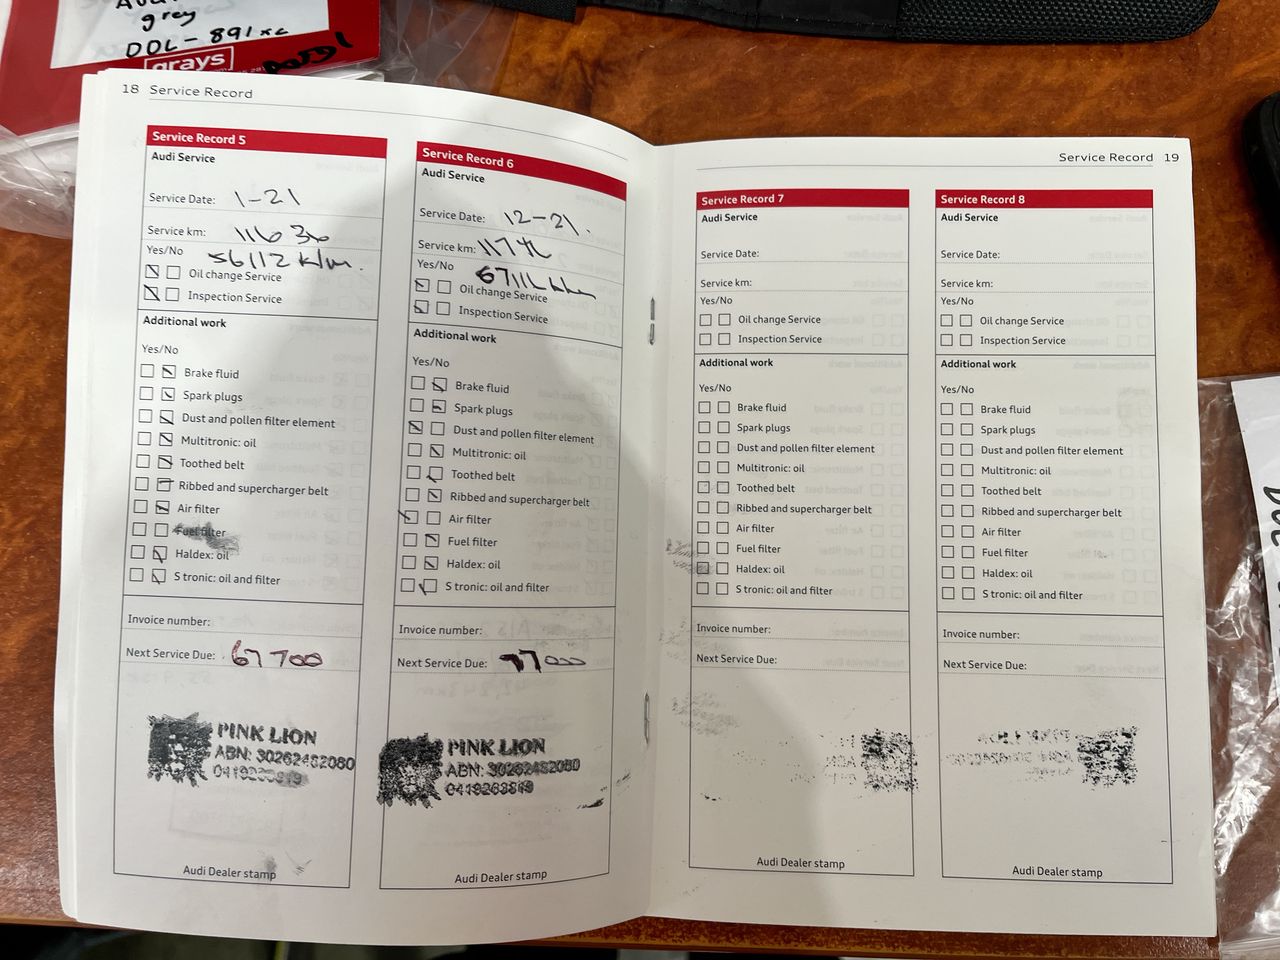 grey
DOL-891
grays
18 Service Record
Service Record 5
Audi Service
Service Date: 1-21
Service km: 11636
56112 k/m.
Yes/No
Oil change Service
Inspection Service
Additional work
Yes/No
Brake fluid
Spark plugs
Dust and pollen filter element
Multitronic: oil
Toothed belt
Ribbed and supercharger belt
Air filter
Fuel filter
Haldex: oil
S tronic: oil and filter
Invoice number:
Next Service Due: 67700
PINK LION
ABN: 30262482080
Audi Dealer stamp
Service Record 6
Audi Service
Service Date: 12-21.
Service km:
Yes/No
Oil change Service
Inspection Service
Additional work
Yes/No
Brake fluid
Spark plugs
Dust and pollen filter element
Multitronic: oil
Toothed belt
Ribbed and supercharger belt
Air filter
Fuel filter
Haldex: oil
S tronic: oil and filter
Invoice number:
Next Service Due: 77000
PINK LION
ABN: 30262482080
0419263819
Audi Dealer stamp
Service Record 19
Service Record 7
Audi Service
Service Date:
Service km:
Yes/No
Oil change Service
Inspection Service
Additional work
Yes/No
Brake fluid
Spark plugs
Dust and pollen filter element
Multitronic: oil
Toothed belt
Ribbed and supercharger belt
Air filter
Fuel filter
Haldex: oil
S tronic: oil and filter
Invoice number:
Next Service Due:
Audi Dealer stamp
Service Record 8
Audi Service
Service Date:
Service km:
Yes/No
Oil change Service
Inspection Service
Additional work
Yes/No
Brake fluid
Spark plugs
Dust and pollen filter element
Multitronic: oil
Toothed belt
Ribbed and supercharger belt
Air filter
Fuel filter
Haldex: oil
S tronic: oil and filter
Invoice number:
Next Service Due:
Audi Dealer stamp